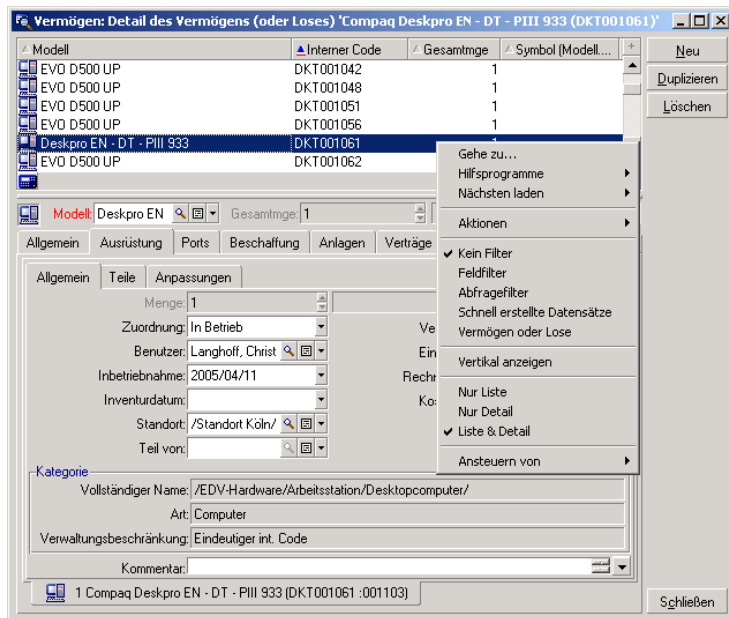 Vermögen: Detail des Vermögens (oder Loses) 'Compaq Deskpro EN - DT - PIII 933 (DKT001061)'
Modell Interner Code Gesamtmge Symbol (Modell.... +
EVO D500 UP DKT001042 1
EVO D500 UP DKT001048 1
EVO D500 UP DKT001051 1
EVO D500 UP DKT001056 1
Deskpro EN - DT - PIII 933 DKT001061 1
EVO D500 UP DKT001062
Neu
Duplizieren
Löschen
Gehe zu...
Hilfsprogramme
Nächsten laden
Aktionen
Kein Filter
Feldfilter
Abfragefilter
Schnell erstellte Datensätze
Vermögen oder Lose
Vertikal anzeigen
Nur Liste
Nur Detail
Liste & Detail
Ansteuern von
Modell: Deskpro EN Gesamtmge: 1
Allgemein Ausrüstung Ports Beschaffung Anlagen Verträge
Allgemein Teile Anpassungen
Menge: 1
Zuordnung: In Betrieb Ve
Benutzer: Langhoff, Christ Ein
Inbetriebnahme: 2005/04/11 Rechr
Inventurdatum: Ko
Standort: /Standort Köln/
Teil von:
Kategorie
Vollständiger Name: /EDV-Hardware/Arbeitsstation/Desktopcomputer/
Art: Computer
Verwaltungsbeschränkung: Eindeutiger int. Code
Kommentar:
1 Compaq Deskpro EN - DT - PIII 933 (DKT001061 :001103)
Schließen